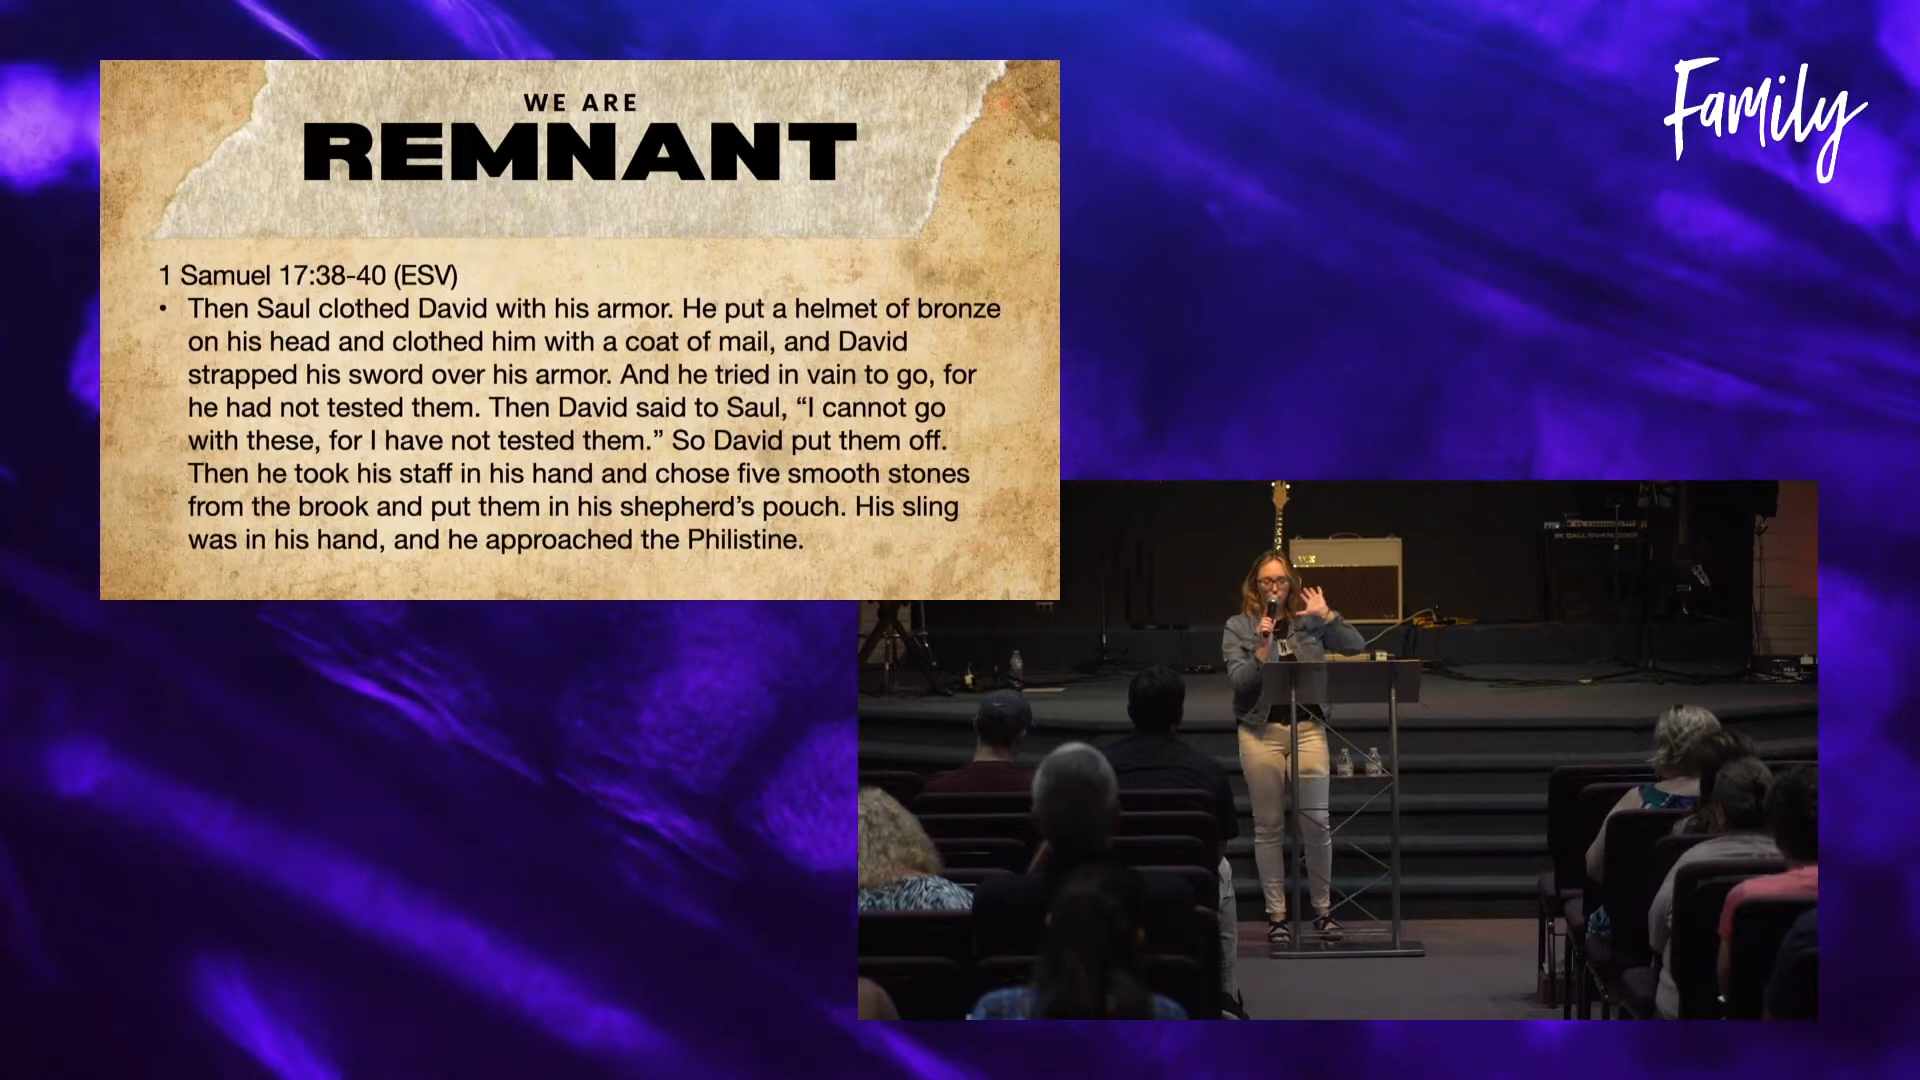 WE ARE
REMNANT
Family
1 Samuel 17:38-40 (ESV)
• Then Saul clothed David with his armor. He put a helmet of bronze
on his head and clothed him with a coat of mail, and David
strapped his sword over his armor. And he tried in vain to go, for
he had not tested them. Then David said to Saul, “I cannot go
with these, for I have not tested them.” So David put them off.
Then he took his staff in his hand and chose five smooth stones
from the brook and put them in his shepherd’s pouch. His sling
was in his hand, and he approached the Philistine.